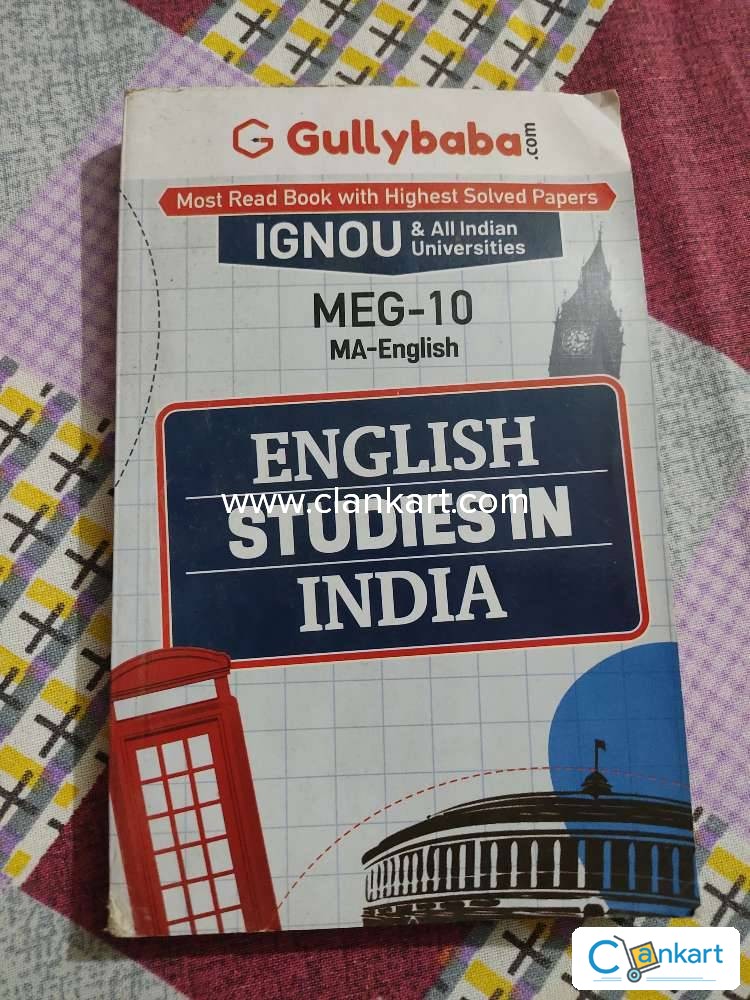 Gullybaba.com
Most Read Book with Highest Solved Papers
IGNOU & All Indian Universities
MEG-10
MA-English
ENGLISH
www.clankart.com
STUDIES IN
INDIA
Clankart